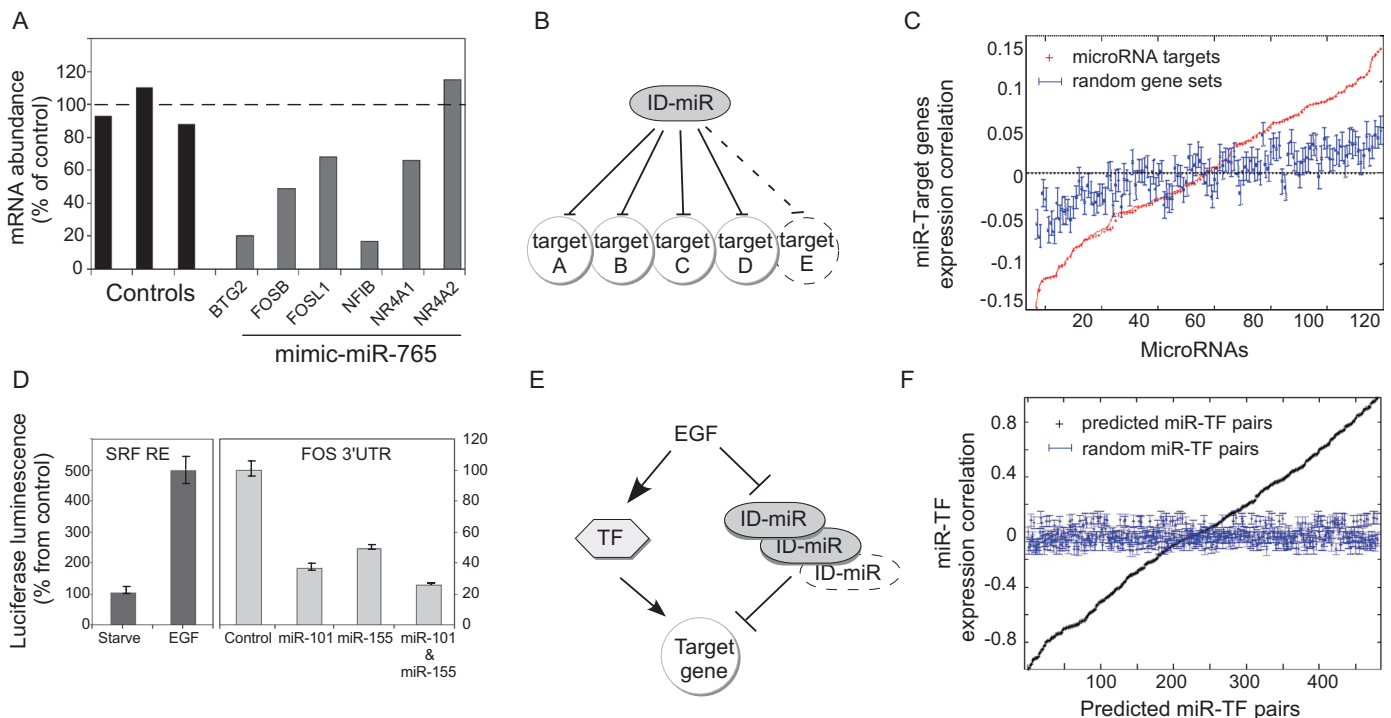 A
mRNA abundance
(% of control)
120
100
80
60
40
20
0
Controls
BTG2
FOSB
FOSL1
NFIB
NR4A1
NR4A2
mimic-miR-765
B
ID-miR
target
A
target
B
target
C
target
D
target
E
C
miR-Target genes
expression correlation
0.15
0.1
0.05
0
-0.05
-0.1
-0.15
microRNA targets
random gene sets
20
40
60
80
100
120
MicroRNAs
D
Luciferase luminescence
(% from control)
SRF RE
500
400
300
200
100
0
Starve
EGF
FOS 3'UTR
120
100
80
60
40
20
0
Control
miR-101
miR-155
miR-101
&
miR-155
E
EGF
TF
ID-miR
ID-miR
ID-miR
Target
gene
F
miR-TF
expression correlation
0.8
0.4
0
-0.4
-0.8
predicted miR-TF pairs
random miR-TF pairs
100
200
300
400
Predicted miR-TF pairs